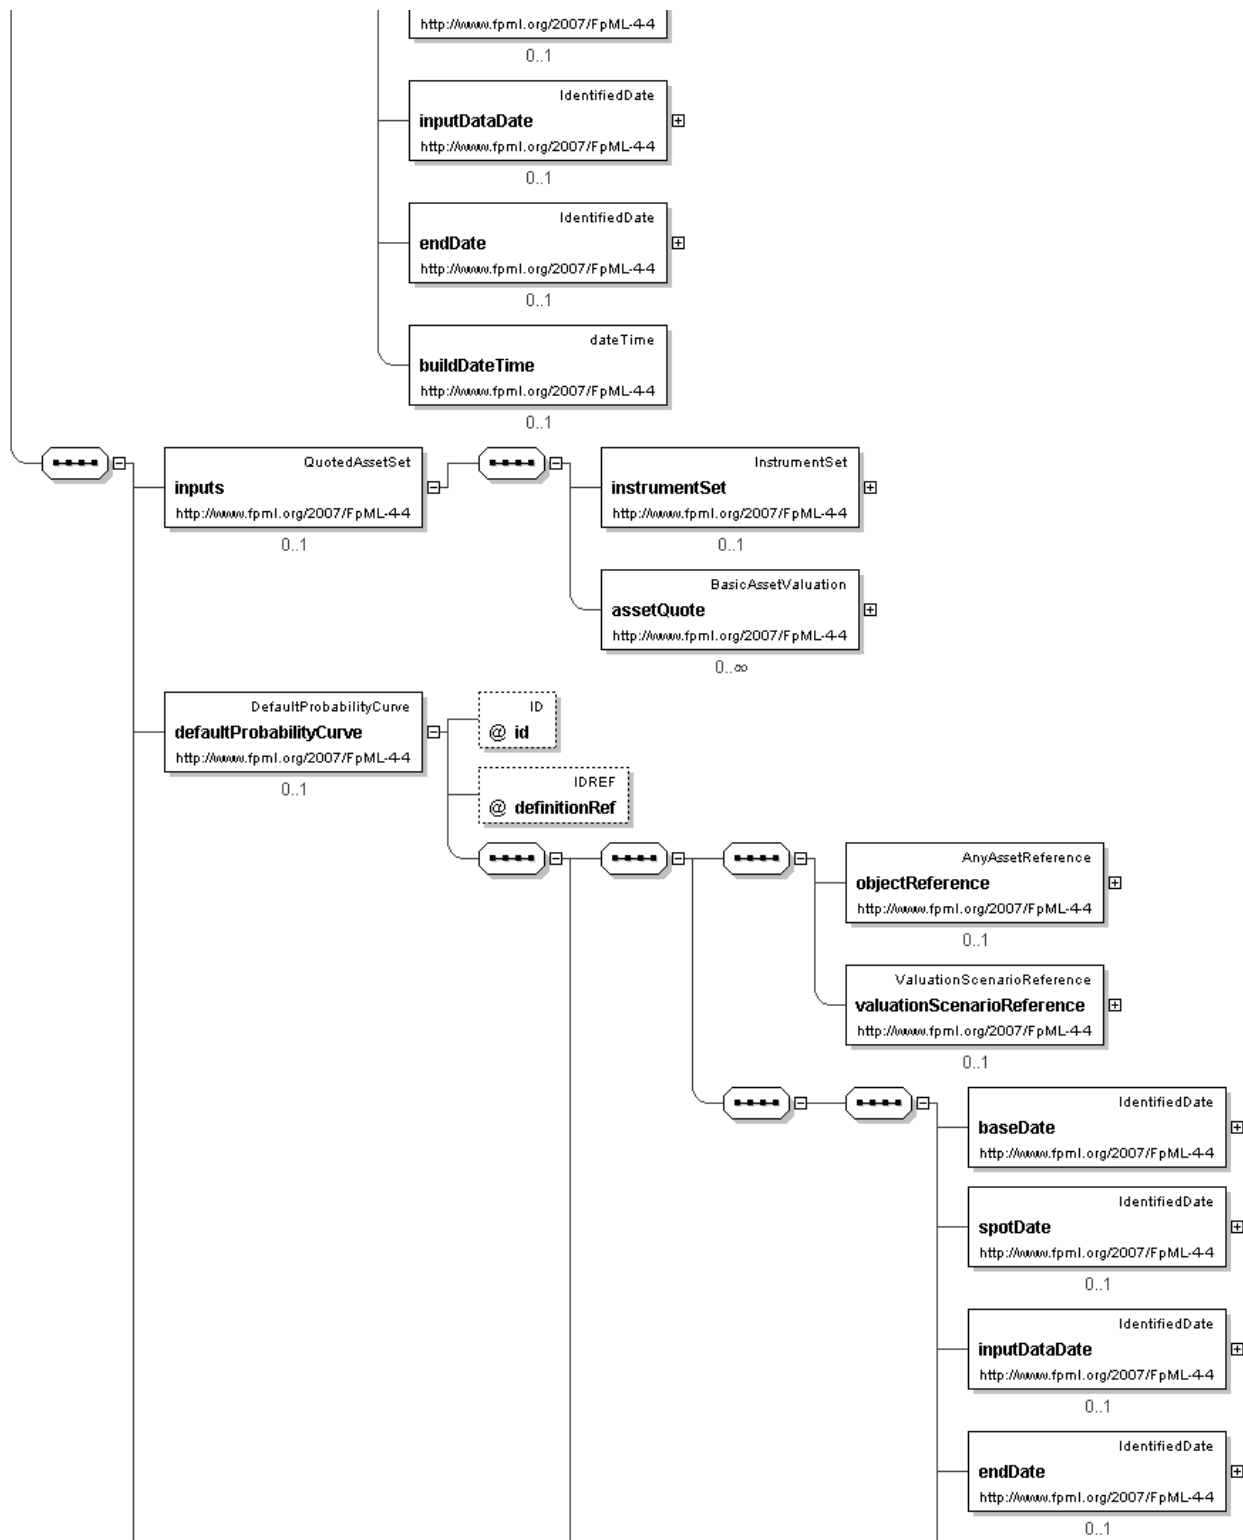 http://www.fpml.org/2007/FpML-4-4
0..1
IdentifiedDate
inputDataDate
http://www.fpml.org/2007/FpML-4-4
0..1
IdentifiedDate
endDate
http://www.fpml.org/2007/FpML-4-4
0..1
dateTime
buildDateTime
http://www.fpml.org/2007/FpML-4-4
0..1
QuotedAssetSet
inputs
http://www.fpml.org/2007/FpML-4-4
0..1
InstrumentSet
instrumentSet
http://www.fpml.org/2007/FpML-4-4
0..1
BasicAssetValuation
assetQuote
http://www.fpml.org/2007/FpML-4-4
0..∞
DefaultProbabilityCurve
defaultProbabilityCurve
http://www.fpml.org/2007/FpML-4-4
0..1
ID
@ id
IDREF
@ definitionRef
AnyAssetReference
objectReference
http://www.fpml.org/2007/FpML-4-4
0..1
ValuationScenarioReference
valuationScenarioReference
http://www.fpml.org/2007/FpML-4-4
0..1
IdentifiedDate
baseDate
http://www.fpml.org/2007/FpML-4-4
IdentifiedDate
spotDate
http://www.fpml.org/2007/FpML-4-4
0..1
IdentifiedDate
inputDataDate
http://www.fpml.org/2007/FpML-4-4
0..1
IdentifiedDate
endDate
http://www.fpml.org/2007/FpML-4-4
0..1